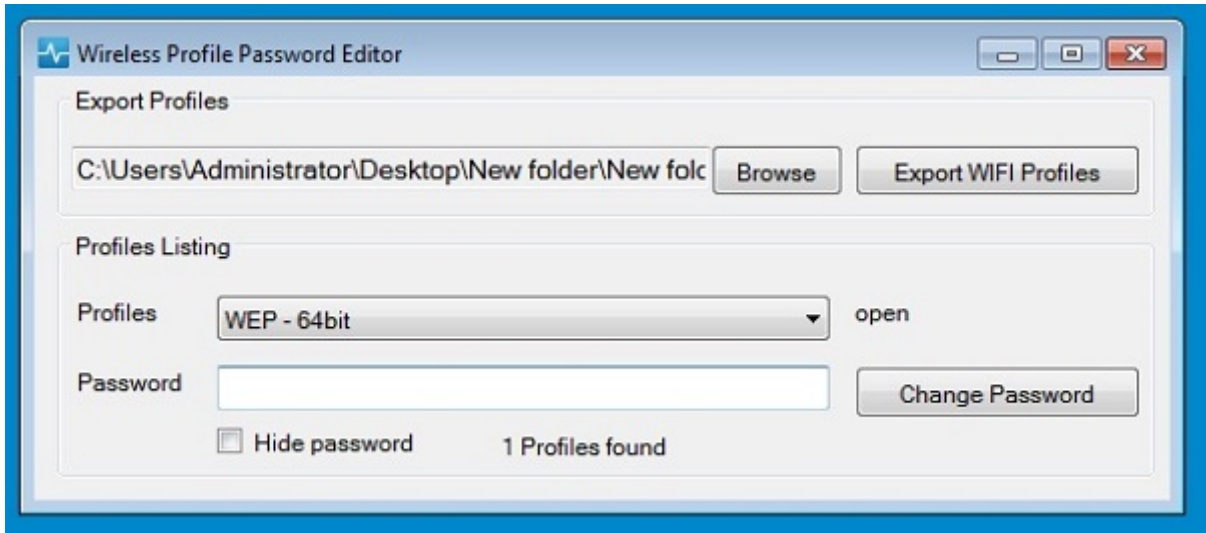 Wireless Profile Password Editor
Export Profiles
C:\Users\Administrator\Desktop\New folder\New folc Browse Export WIFI Profiles
Profiles Listing
Profiles WEP - 64bit open
Password Change Password
Hide password 1 Profiles found